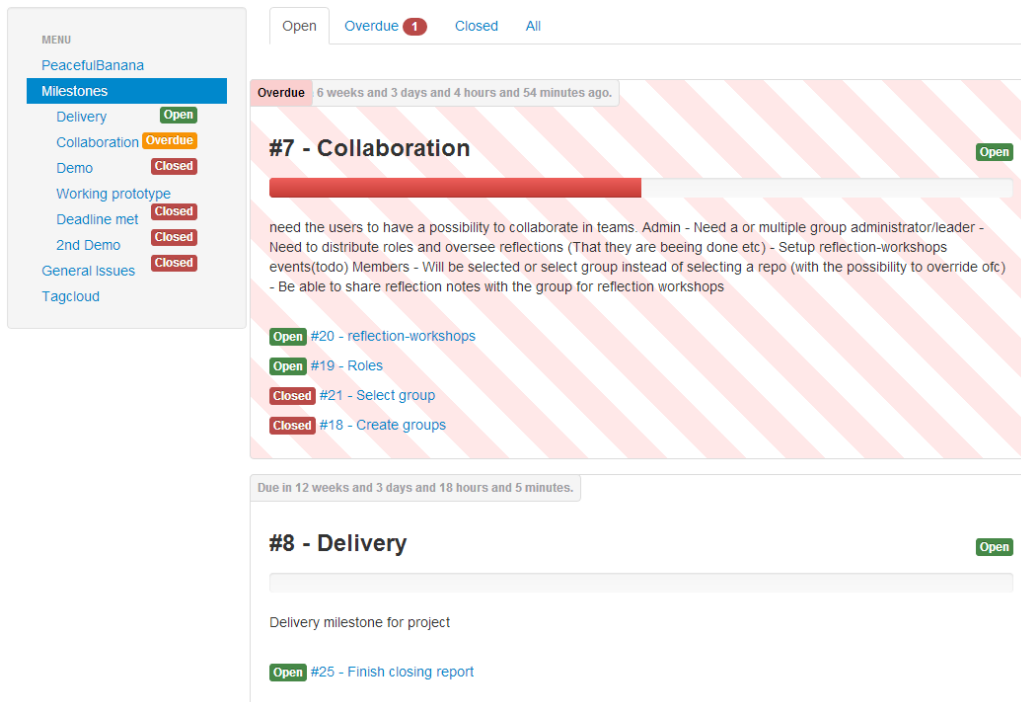 MENU
PeacefulBanana
Milestones
Delivery Open
Collaboration Overdue
Demo Closed
Working prototype
Closed
Deadline met
Closed
2nd Demo
Closed
General Issues
Tagcloud
Open Overdue 1 Closed All
Overdue 6 weeks and 3 days and 4 hours and 54 minutes ago.
#7 - Collaboration
Open
need the users to have a possibility to collaborate in teams. Admin - Need a or multiple group administrator/leader -
Need to distribute roles and oversee reflections (That they are beeing done etc) - Setup reflection-workshops
events(todo) Members - Will be selected or select group instead of selecting a repo (with the possibility to override ofc)
- Be able to share reflection notes with the group for reflection workshops
Open #20 - reflection-workshops
Open #19 - Roles
Closed #21 - Select group
Closed #18 - Create groups
Due in 12 weeks and 3 days and 18 hours and 5 minutes.
#8 - Delivery
Open
Delivery milestone for project
Open #25 - Finish closing report